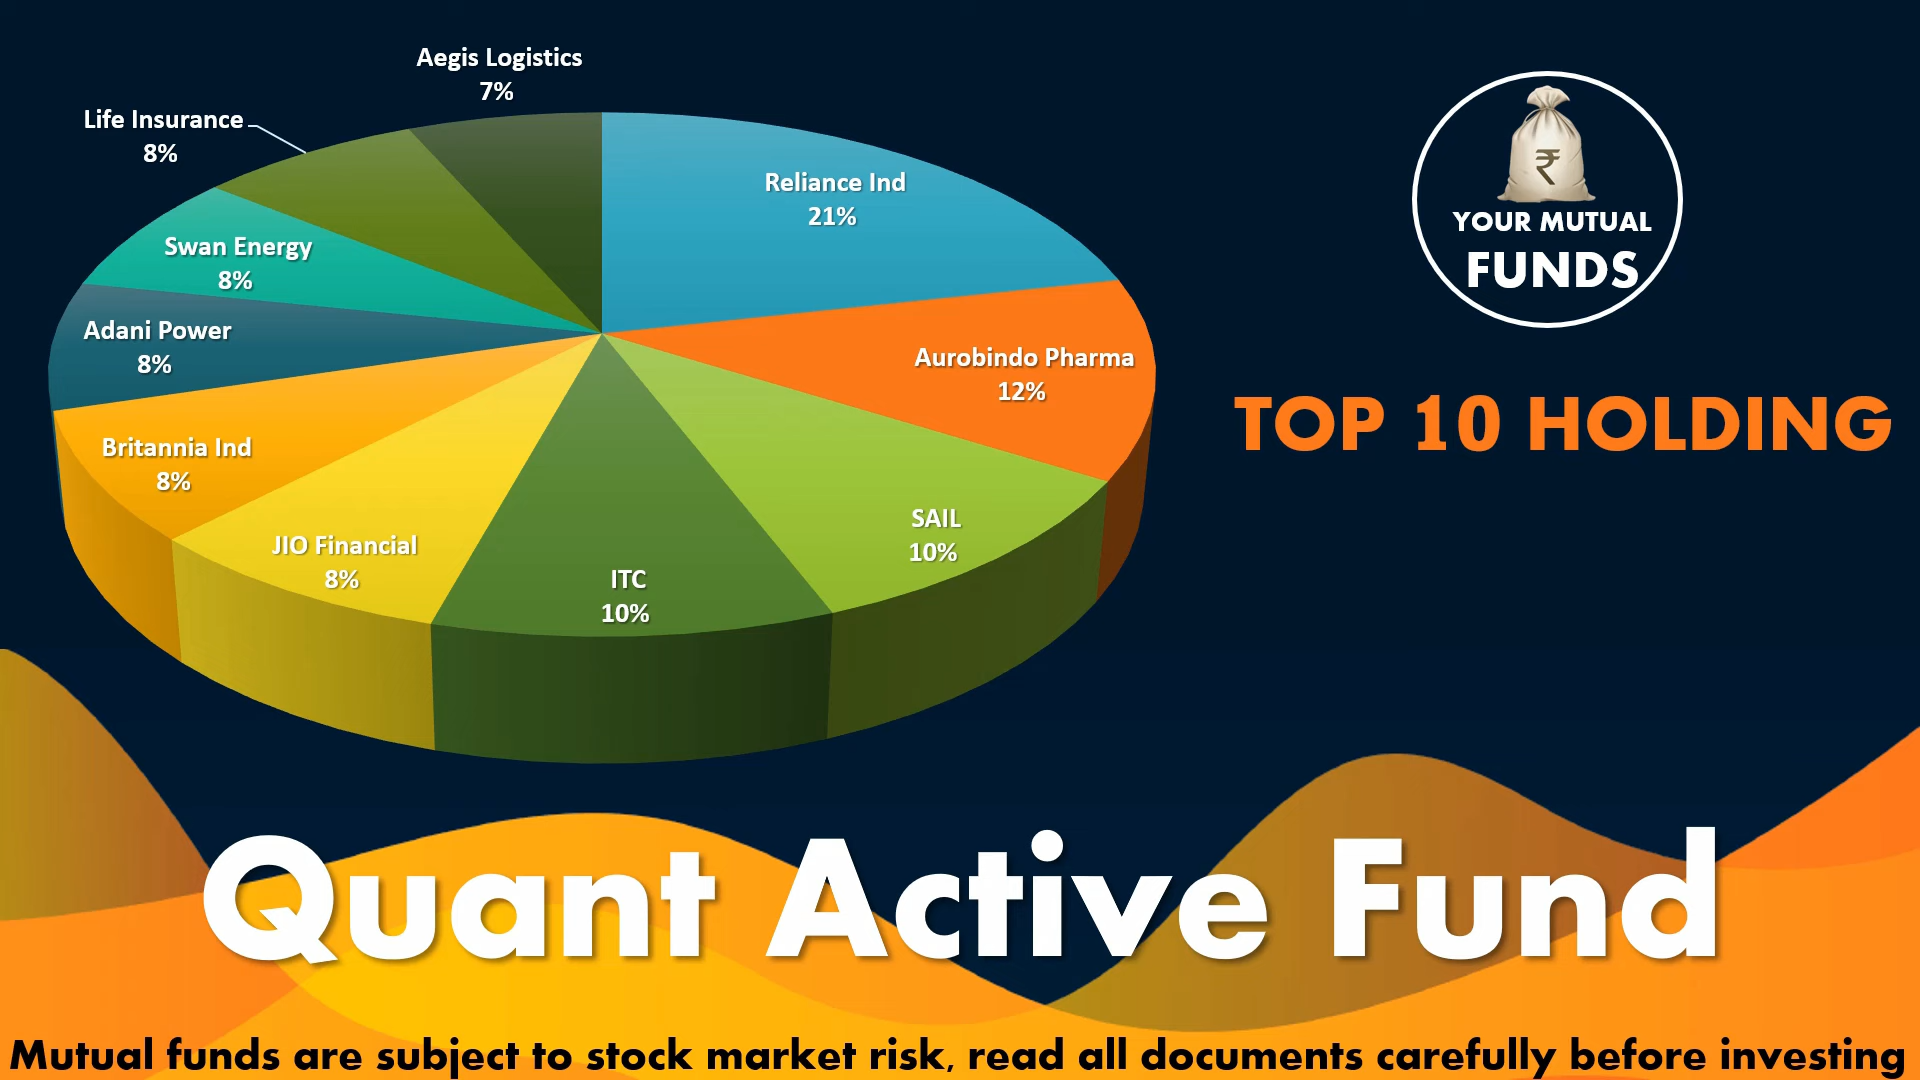 Aegis Logistics
7%
Life Insurance
8%
Reliance Ind
21%
Swan Energy
8%
Adani Power
8%
Aurobindo Pharma
12%
Britannia Ind
8%
SAIL
10%
JIO Financial
8%
ITC
10%
₹
YOUR MUTUAL
FUNDS
TOP 10 HOLDING
Quant Active Fund
Mutual funds are subject to stock market risk, read all documents carefully before investing